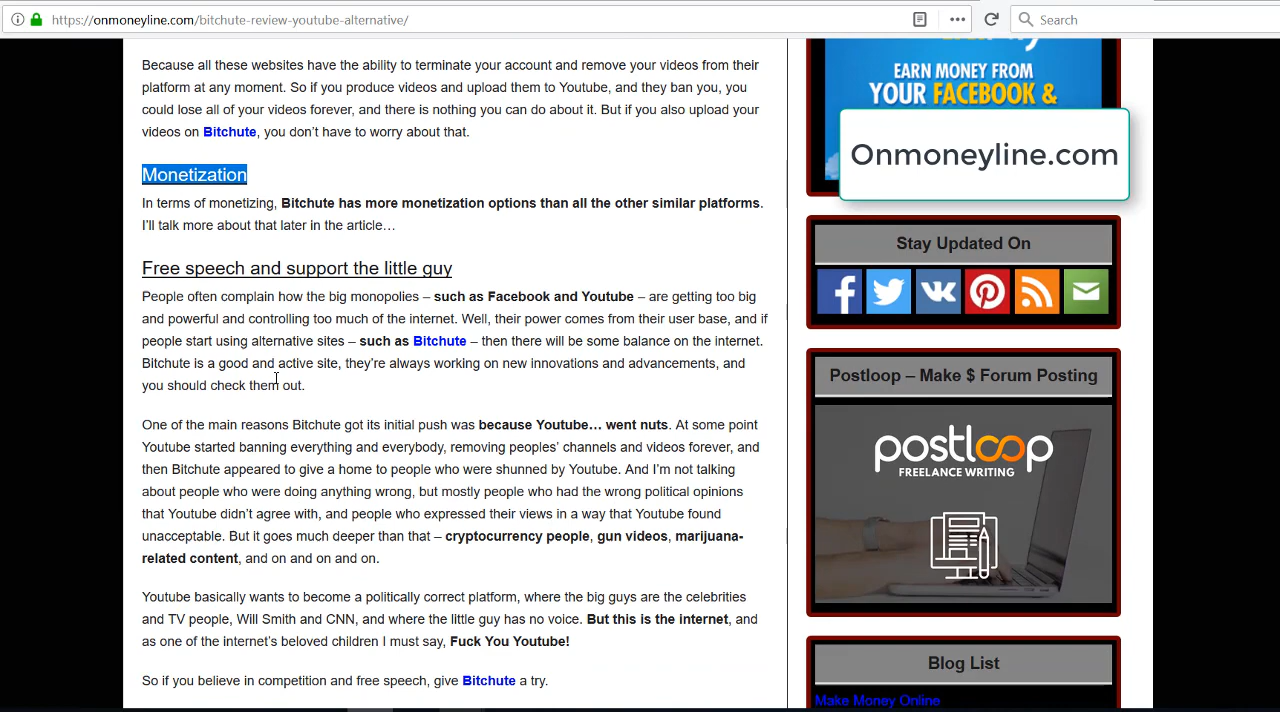 https://onmoneyline.com/bitchute-review-youtube-alternative/
Search
Because all these websites have the ability to terminate your account and remove your videos from their
platform at any moment. So if you produce videos and upload them to Youtube, and they ban you, you
could lose all of your videos forever, and there is nothing you can do about it. But if you also upload your
videos on Bitchute, you don’t have to worry about that.
Monetization
In terms of monetizing, Bitchute has more monetization options than all the other similar platforms.
I’ll talk more about that later in the article…
Free speech and support the little guy
People often complain how the big monopolies – such as Facebook and Youtube – are getting too big
and powerful and controlling too much of the internet. Well, their power comes from their user base, and if
people start using alternative sites – such as Bitchute – then there will be some balance on the internet.
Bitchute is a good and active site, they’re always working on new innovations and advancements, and
you should check them out.
One of the main reasons Bitchute got its initial push was because Youtube… went nuts. At some point
Youtube started banning everything and everybody, removing peoples’ channels and videos forever, and
then Bitchute appeared to give a home to people who were shunned by Youtube. And I’m not talking
about people who were doing anything wrong, but mostly people who had the wrong political opinions
that Youtube didn’t agree with, and people who expressed their views in a way that Youtube found
unacceptable. But it goes much deeper than that – cryptocurrency people, gun videos, marijuana-
related content, and on and on and on.
Youtube basically wants to become a politically correct platform, where the big guys are the celebrities
and TV people, Will Smith and CNN, and where the little guy has no voice. But this is the internet, and
as one of the internet’s beloved children I must say, Fuck You Youtube!
So if you believe in competition and free speech, give Bitchute a try.
EARN MONEY FROM
YOUR FACEBOOK &
Onmoneyline.com
Stay Updated On
Postloop – Make $ Forum Posting
postloop
FREELANCE WRITING
Blog List
Make Money Online